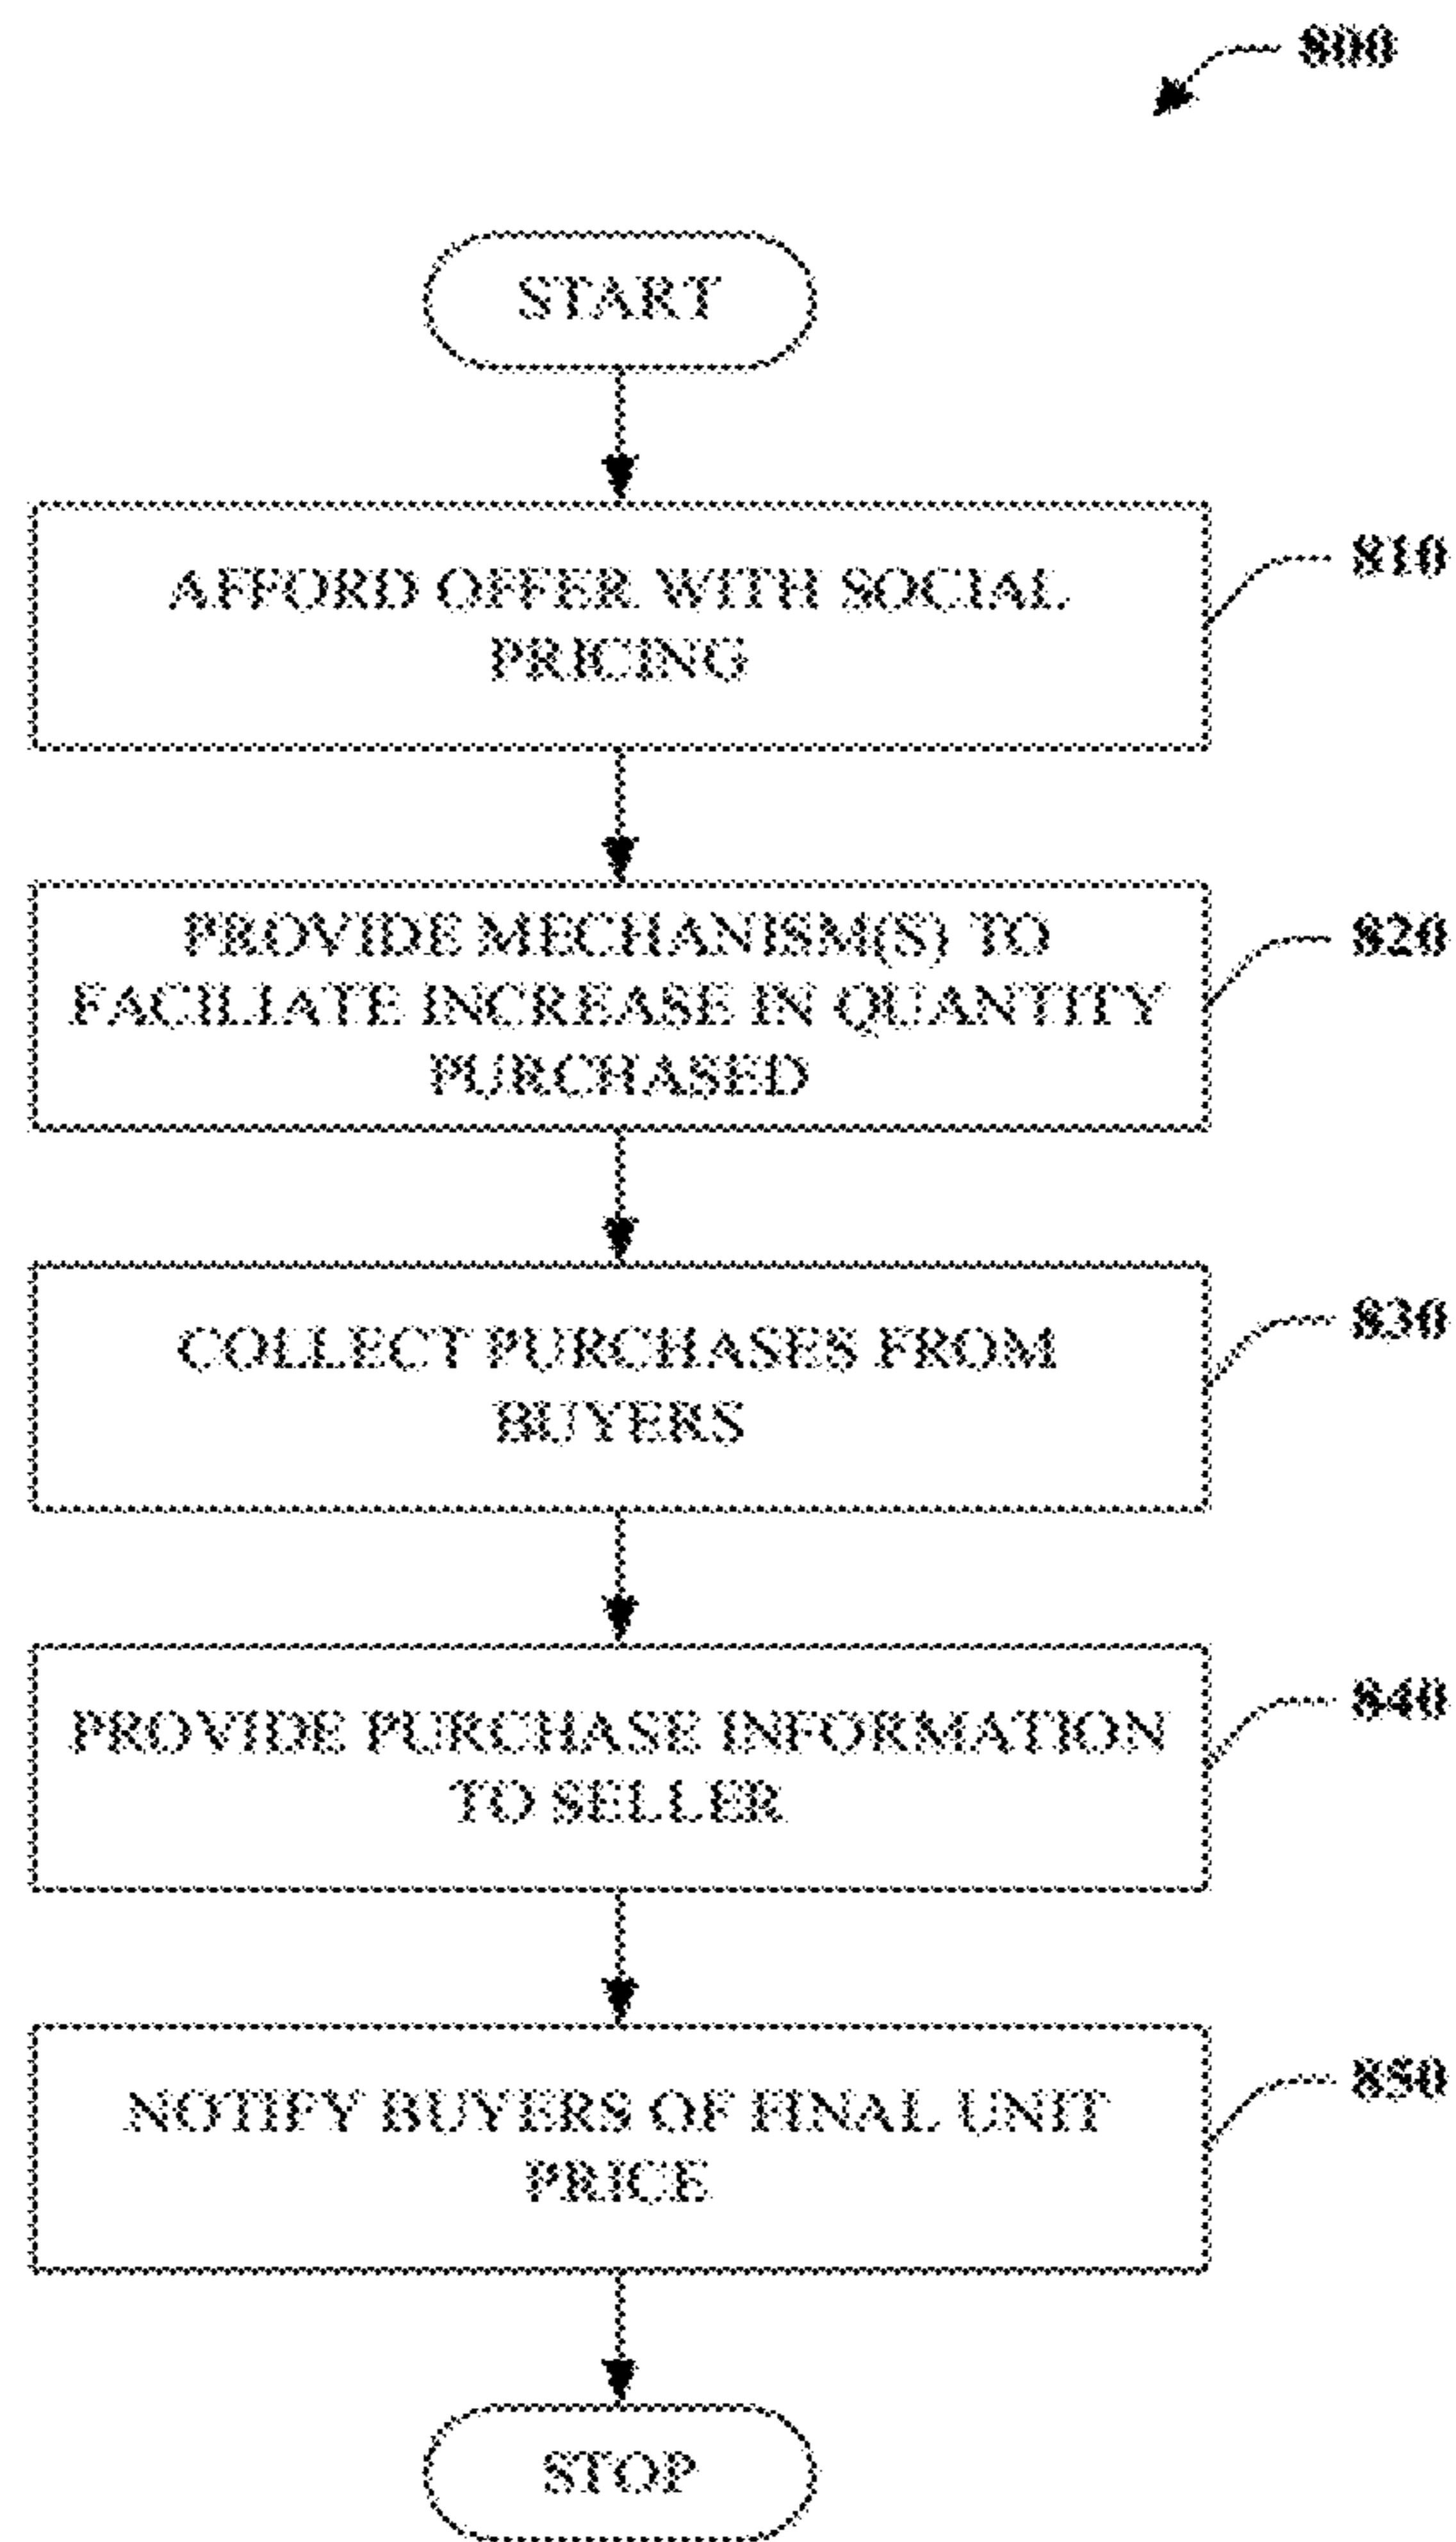 800
START
AFFORD OFFER WITH SOCIAL
PRICING
810
PROVIDE MECHANISM(S) TO
FACILIATE INCREASE IN QUANTITY
PURCHASED
820
COLLECT PURCHASES FROM
BUYERS
830
PROVIDE PURCHASE INFORMATION
TO SELLER
840
NOTIFY BUYERS OF FINAL UNIT
PRICE
850
STOP